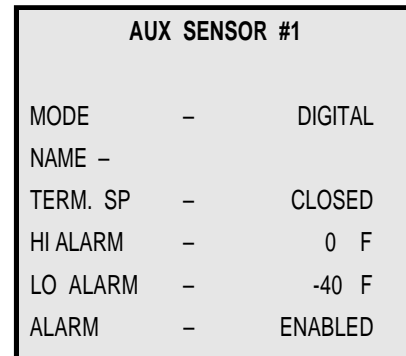 AUX SENSOR #1
MODE – DIGITAL
NAME –
TERM. SP – CLOSED
HI ALARM – 0 F
LO ALARM – -40 F
ALARM – ENABLED